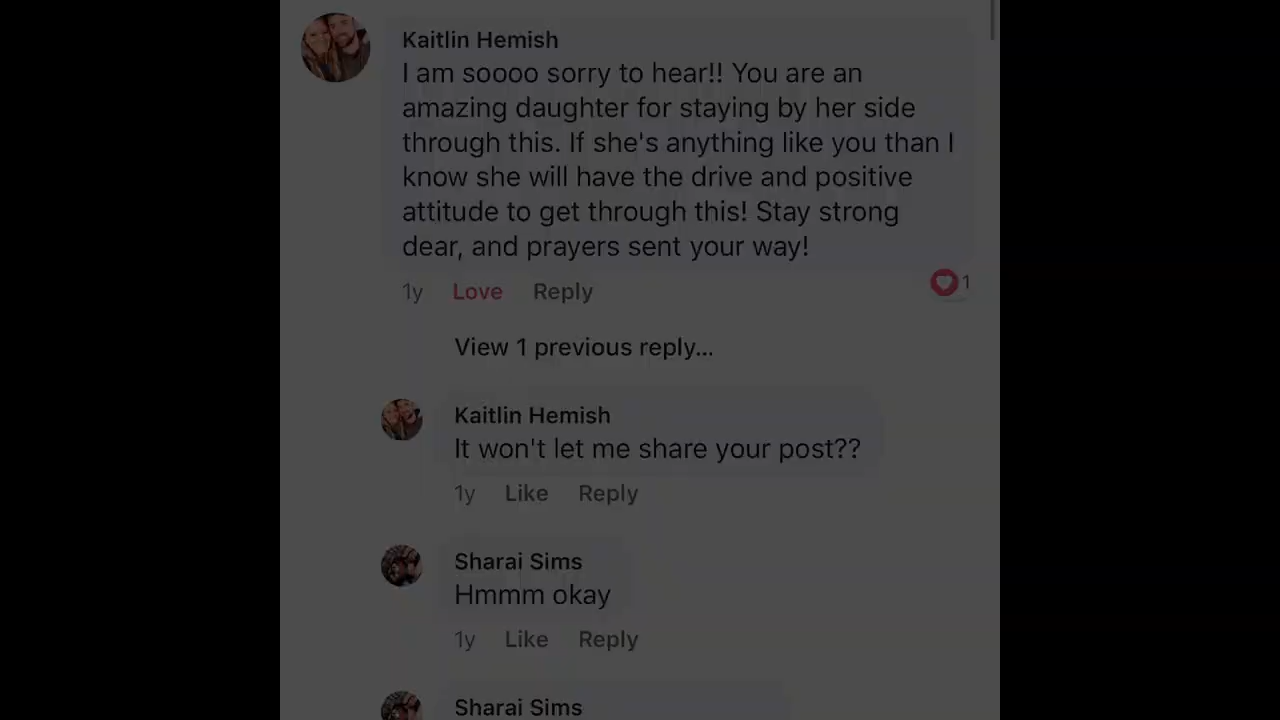 Kaitlin Hemish
I am soooo sorry to hear!! You are an
amazing daughter for staying by her side
through this. If she's anything like you than I
know she will have the drive and positive
attitude to get through this! Stay strong
dear, and prayers sent your way!
1y Love Reply 1
View 1 previous reply...
Kaitlin Hemish
It won't let me share your post??
1y Like Reply
Sharai Sims
Hmmm okay
1y Like Reply
Sharai Sims